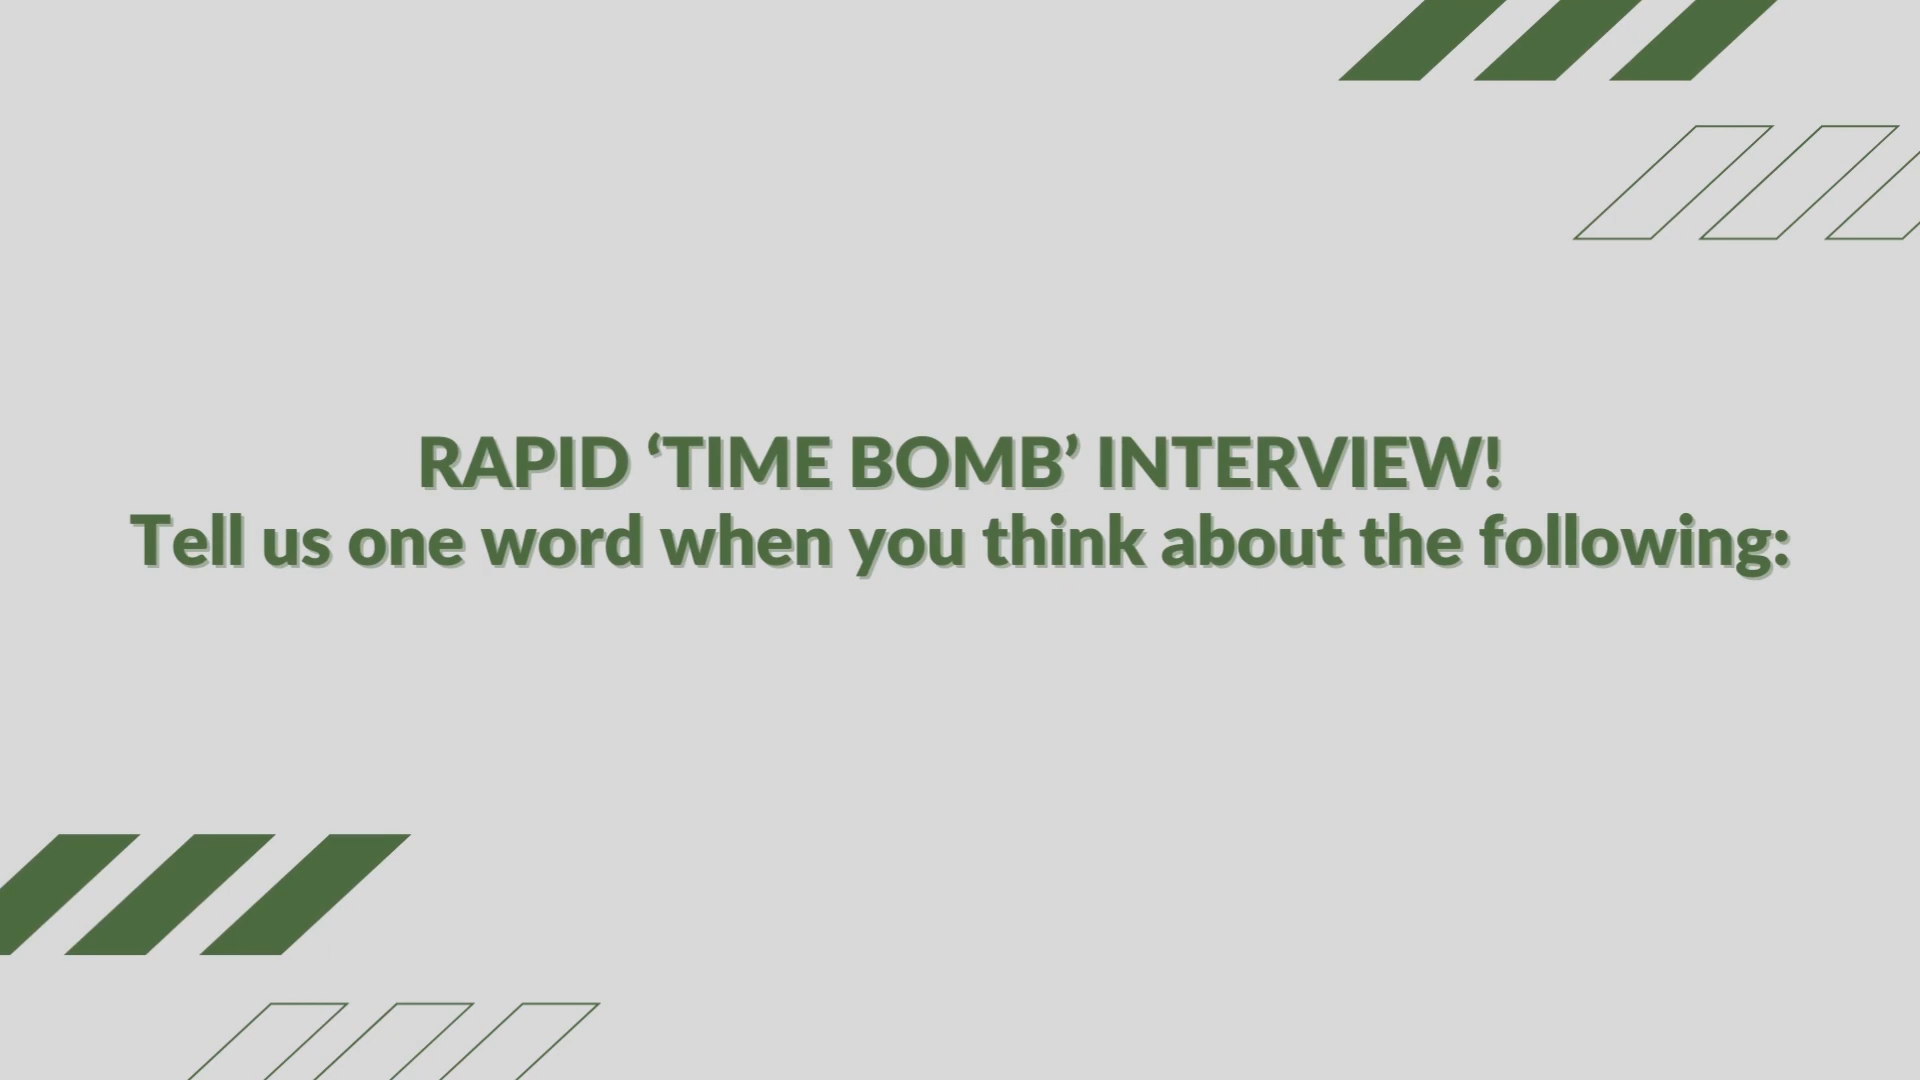 RAPID ‘TIME BOMB’ INTERVIEW!
Tell us one word when you think about the following: